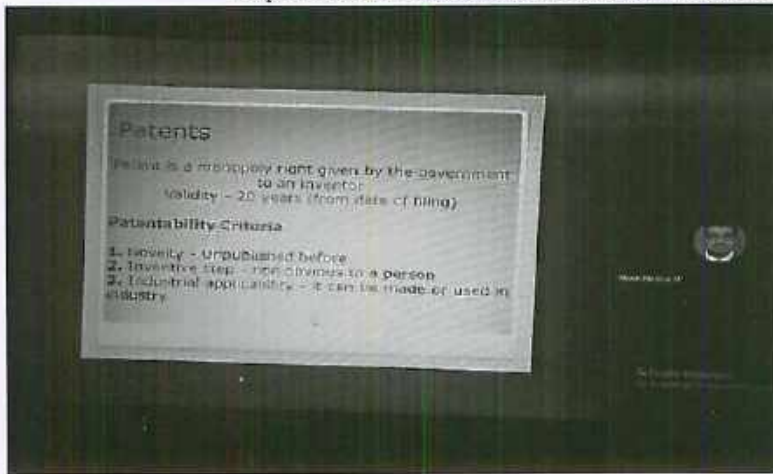 Patents
Patent is a monopoly right given by the government
to an inventor
Validity - 20 years (from date of filing)
Patentability Criteria
1. Novelty - Unpublished before
2. Inventive step - non obvious to a person
3. Industrial applicability - it can be made or used in
industry